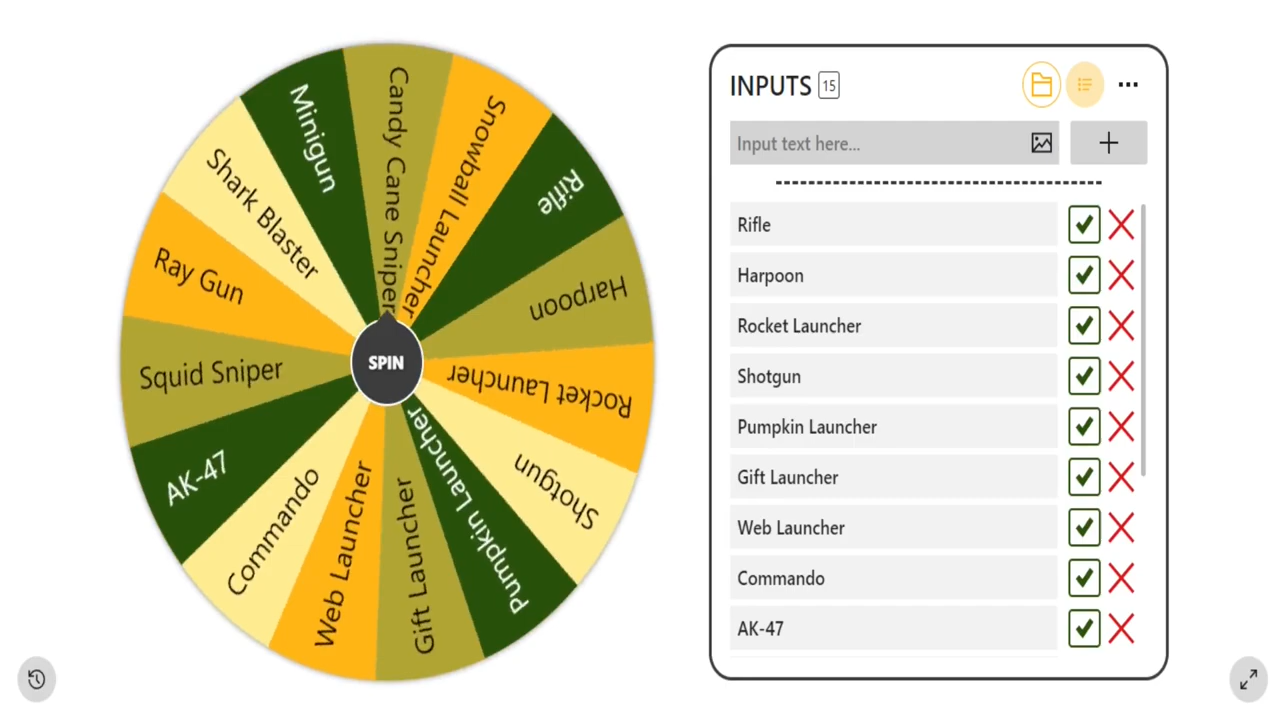 Candy Cane Sniper
Snowball Launcher
Rifle
Harpoon
Rocket Launcher
Shotgun
Pumpkin Launcher
Gift Launcher
Web Launcher
Commando
AK-47
Squid Sniper
Ray Gun
Shark Blaster
Minigun
SPIN
INPUTS 15
Input text here...
Rifle
Harpoon
Rocket Launcher
Shotgun
Pumpkin Launcher
Gift Launcher
Web Launcher
Commando
AK-47